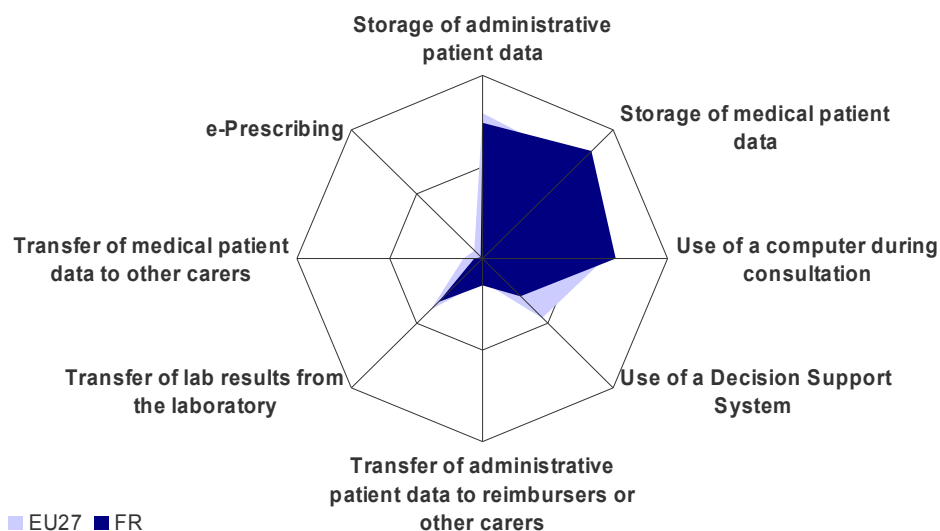 Storage of administrative
patient data
Storage of medical patient
data
Use of a computer during
consultation
Use of a Decision Support
System
Transfer of administrative
patient data to reimbursers or
other carers
Transfer of lab results from
the laboratory
Transfer of medical patient
data to other carers
e-Prescribing
EU27 FR